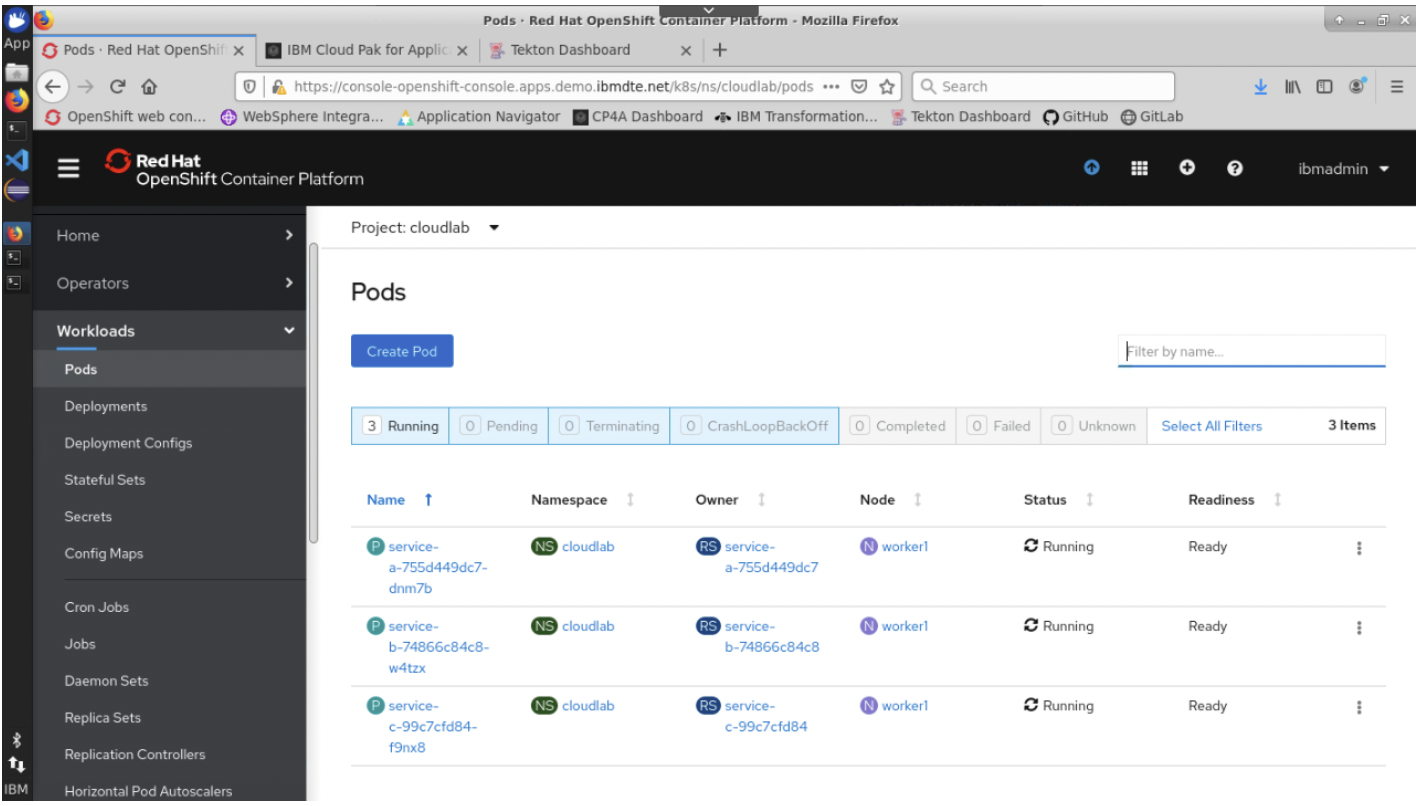 Pods · Red Hat OpenShift Container Platform - Mozilla Firefox
App
Pods · Red Hat OpenShif
IBM Cloud Pak for Applic
Tekton Dashboard
https://console-openshift-console.apps.demo.ibmdte.net/k8s/ns/cloudlab/pods
Search
OpenShift web con... WebSphere Integra... Application Navigator CP4A Dashboard IBM Transformation... Tekton Dashboard GitHub GitLab
Red Hat
OpenShift Container Platform
ibmadmin
Home
Operators
Workloads
Pods
Deployments
Deployment Configs
Stateful Sets
Secrets
Config Maps
Cron Jobs
Jobs
Daemon Sets
Replica Sets
Replication Controllers
Horizontal Pod Autoscalers
IBM
Project: cloudlab
Pods
Create Pod
Filter by name...
3 Running 0 Pending 0 Terminating 0 CrashLoopBackOff 0 Completed 0 Failed 0 Unknown Select All Filters 3 Items
Name Namespace Owner Node Status Readiness
P service- NS cloudlab RS service- N worker1 Running Ready
a-755d449dc7- a-755d449dc7
dnm7b
P service- NS cloudlab RS service- N worker1 Running Ready
b-74866c84c8- b-74866c84c8
w4tzx
P service- NS cloudlab RS service- N worker1 Running Ready
c-99c7cfd84- c-99c7cfd84
f9nx8